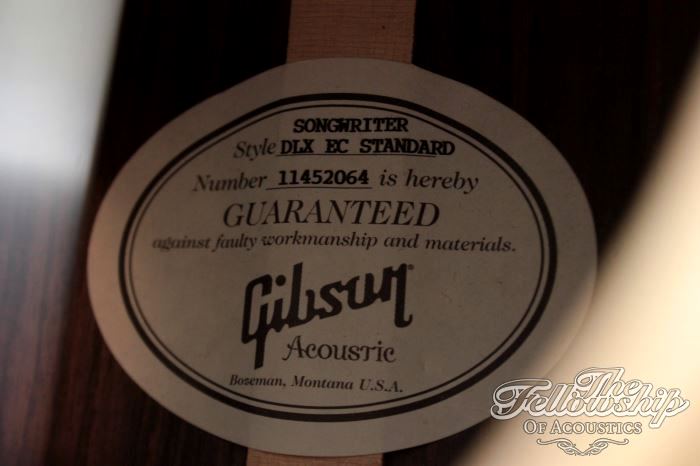 SONGWRITER
Style DLX EC STANDARD
Number 11452064 is hereby
GUARANTEED
against faulty workmanship and materials.
Gibson
Acoustic
Bozeman, Montana U.S.A.
The
Fellowship
OF ACOUSTICS